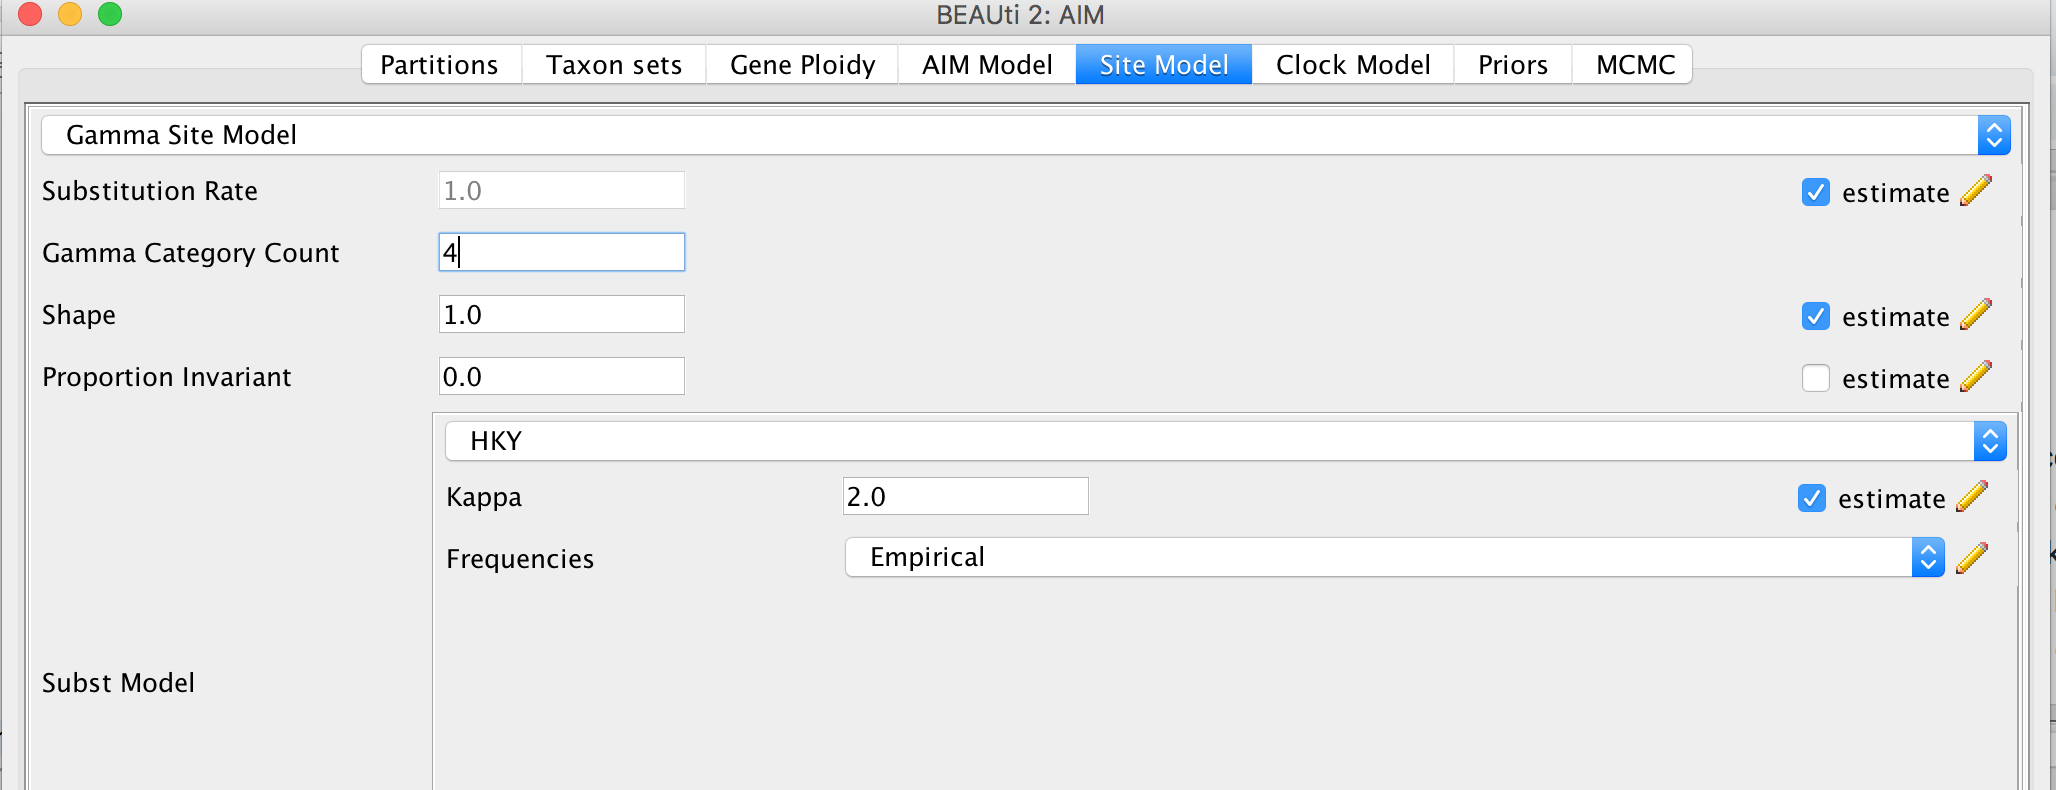 BEAUti 2: AIM
Partitions Taxon sets Gene Ploidy AIM Model Site Model Clock Model Priors MCMC
Gamma Site Model
Substitution Rate 1.0 estimate
Gamma Category Count 4
Shape 1.0 estimate
Proportion Invariant 0.0 estimate
HKY
Kappa 2.0 estimate
Frequencies Empirical
Subst Model